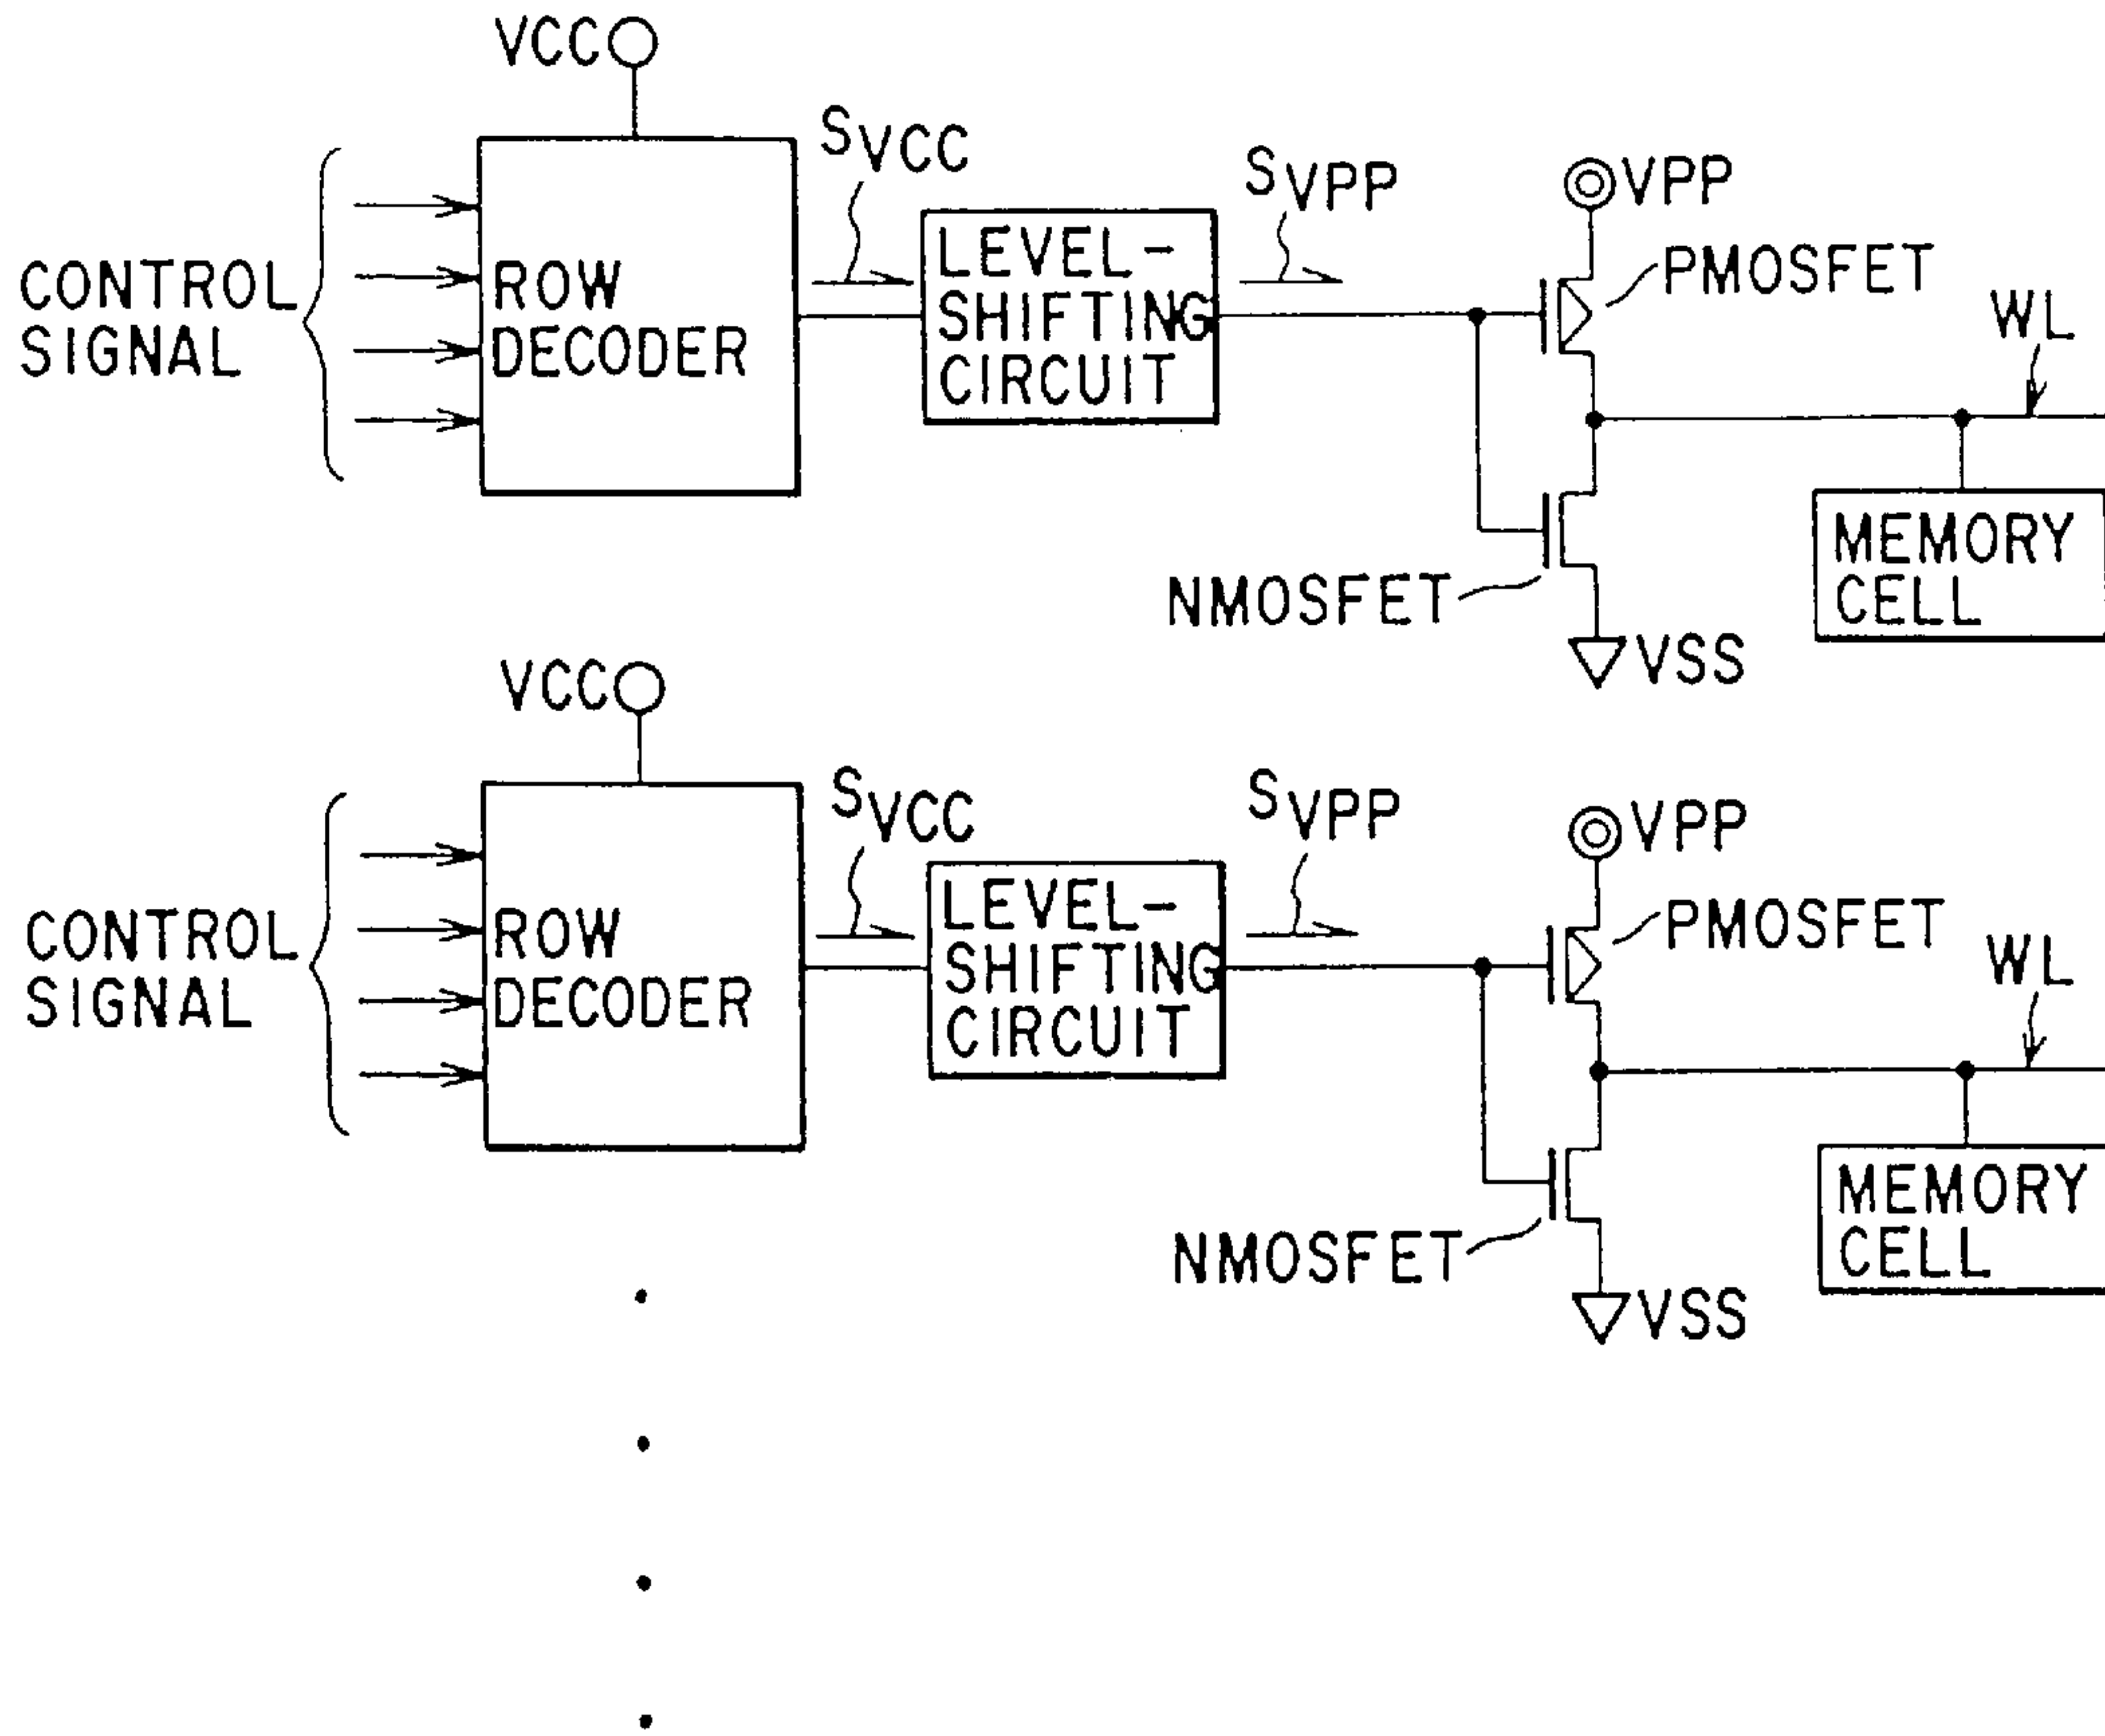 VCC
SVCC
SVPP
VPP
PMOSFET
WL
CONTROL
SIGNAL
ROW
DECODER
LEVEL-
SHIFTING
CIRCUIT
MEMORY
CELL
NMOSFET
VSS
VCC
SVCC
SVPP
VPP
PMOSFET
WL
CONTROL
SIGNAL
ROW
DECODER
LEVEL-
SHIFTING
CIRCUIT
MEMORY
CELL
NMOSFET
VSS